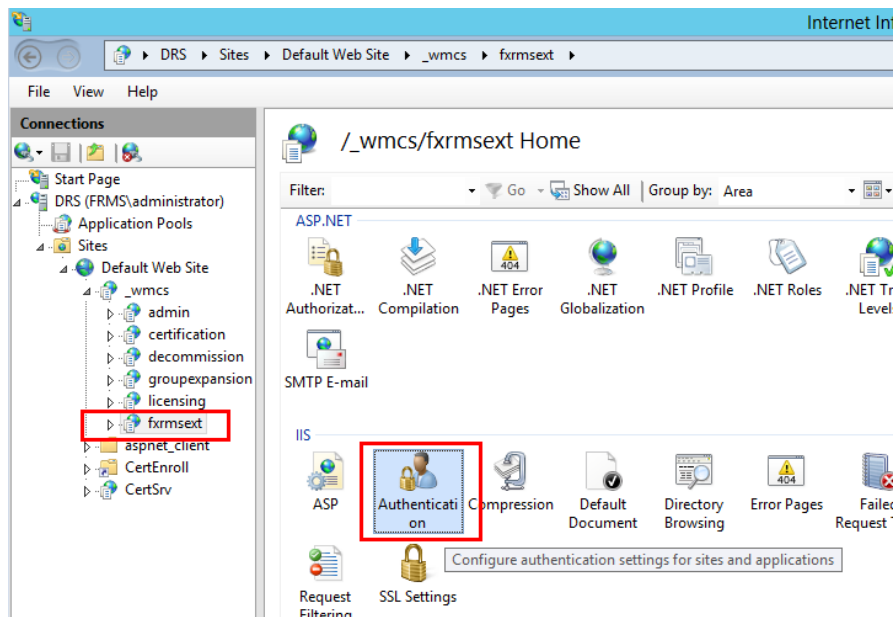 Internet Inf
DRS Sites Default Web Site _wmcs fxrmsext
File View Help
Connections
Start Page
DRS (FRMS\administrator)
Application Pools
Sites
Default Web Site
_wmcs
admin
certification
decommission
groupexpansion
licensing
fxrmsext
aspnet_client
CertEnroll
CertSrv
/_wmcs/fxrmsext Home
Filter: Go Show All Group by: Area
ASP.NET
.NET Authorizat...
.NET Compilation
.NET Error Pages
.NET Globalization
.NET Profile
.NET Roles
.NET Tr
Level
SMTP E-mail
IIS
ASP
Authenticati
on
Compression
Default
Document
Directory
Browsing
Error Pages
Failed
Request T
Configure authentication settings for sites and applications
Request
Filtering
SSL Settings
404
404